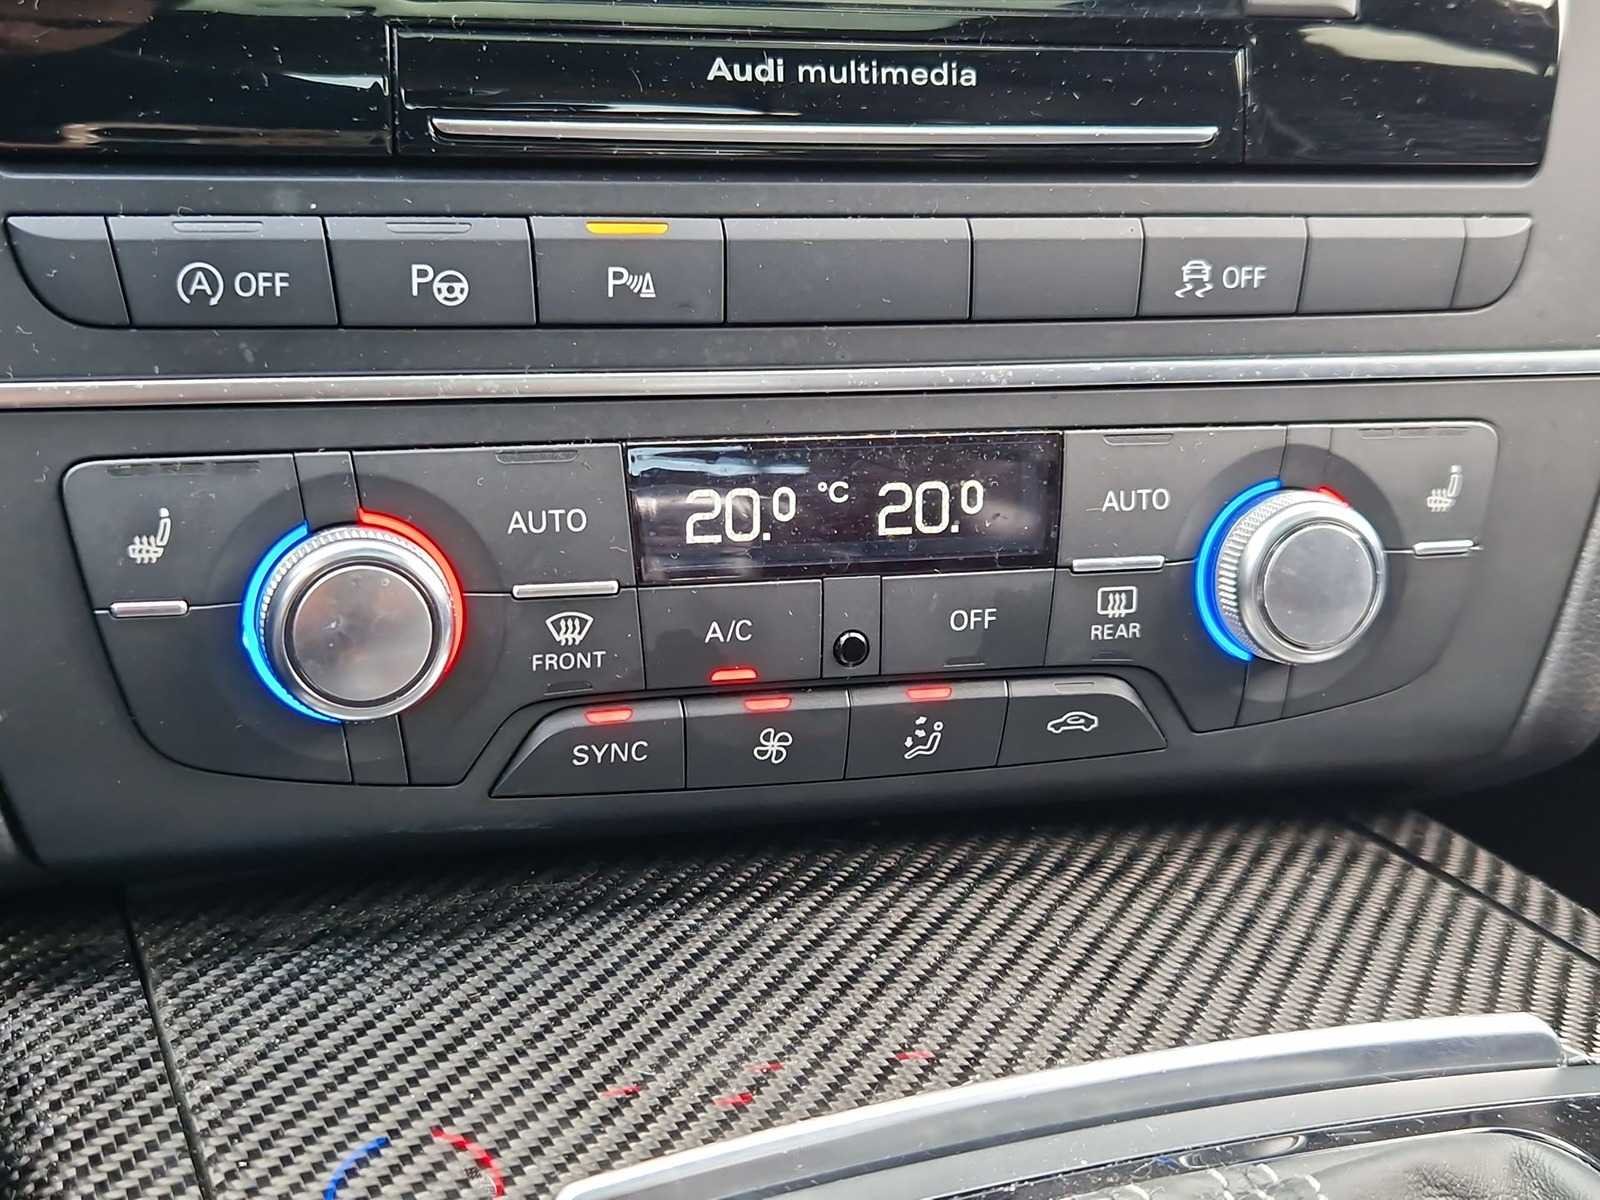 Audi multimedia
A OFF
P
P
OFF
AUTO
20.0 °C 20.0
AUTO
FRONT
A/C
OFF
REAR
SYNC